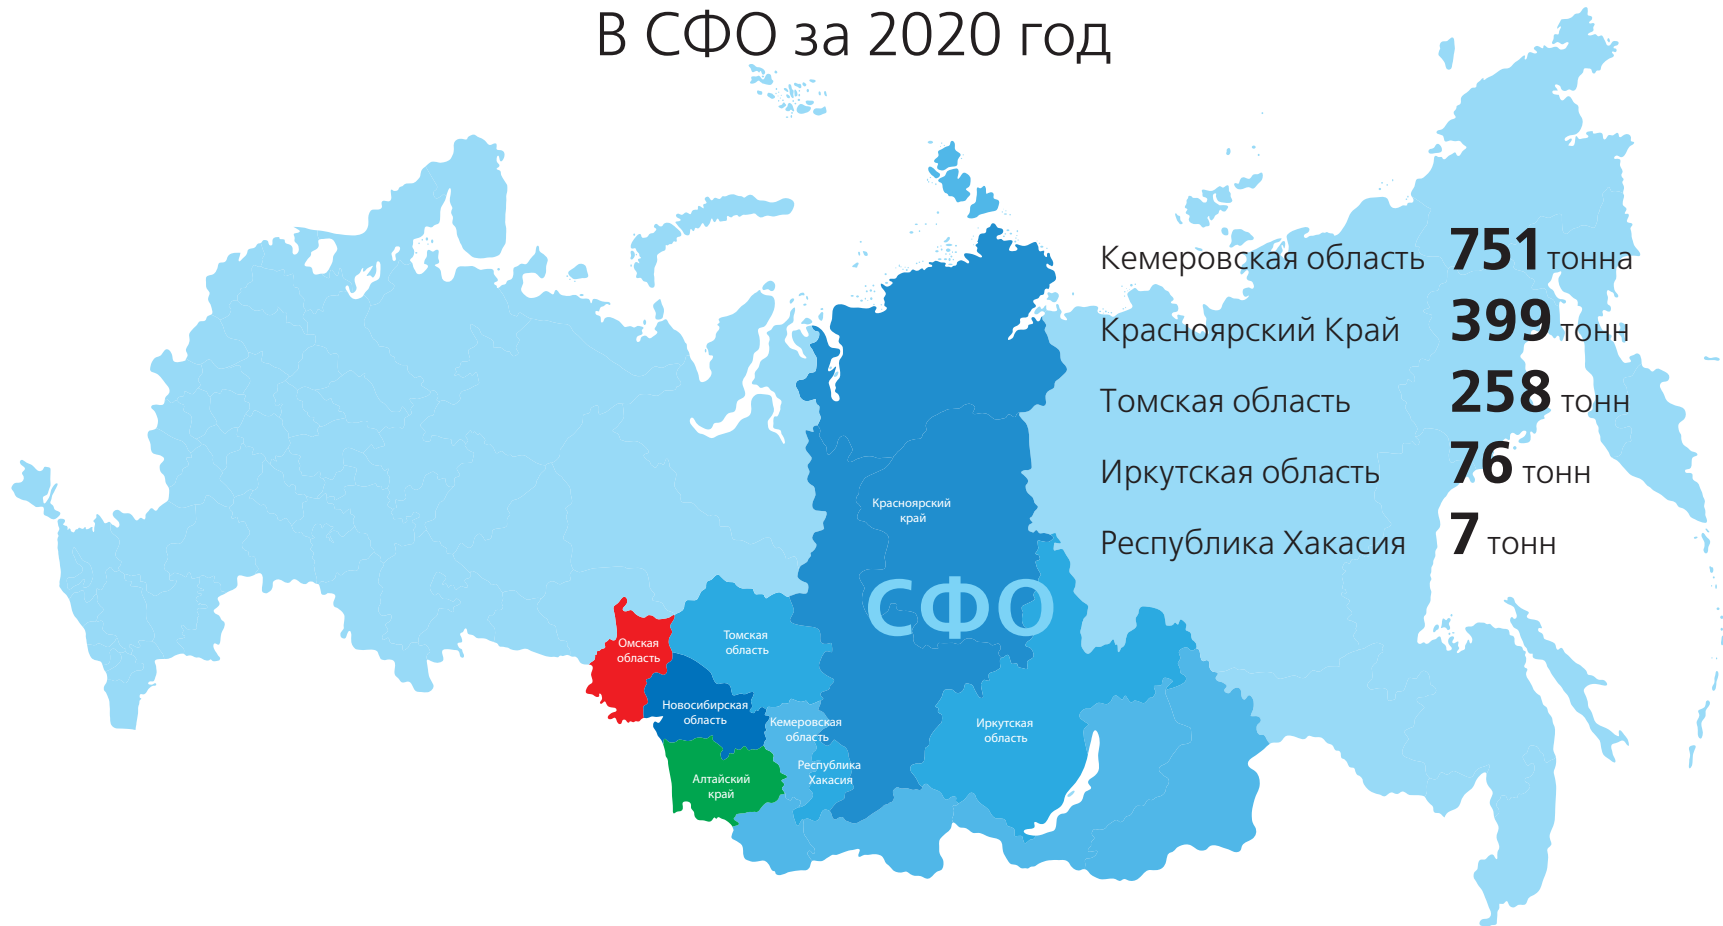 В СФО за 2020 год
Кемеровская область 751 тонна
Красноярский Край 399 тонн
Томская область 258 тонн
Иркутская область 76 тонн
Республика Хакасия 7 тонн
Красноярский
край
СФО
Омская
область
Томская
область
Новосибирская
область
Кемеровская
область
Иркутская
область
Республика
Хакасия
Алтайский
край